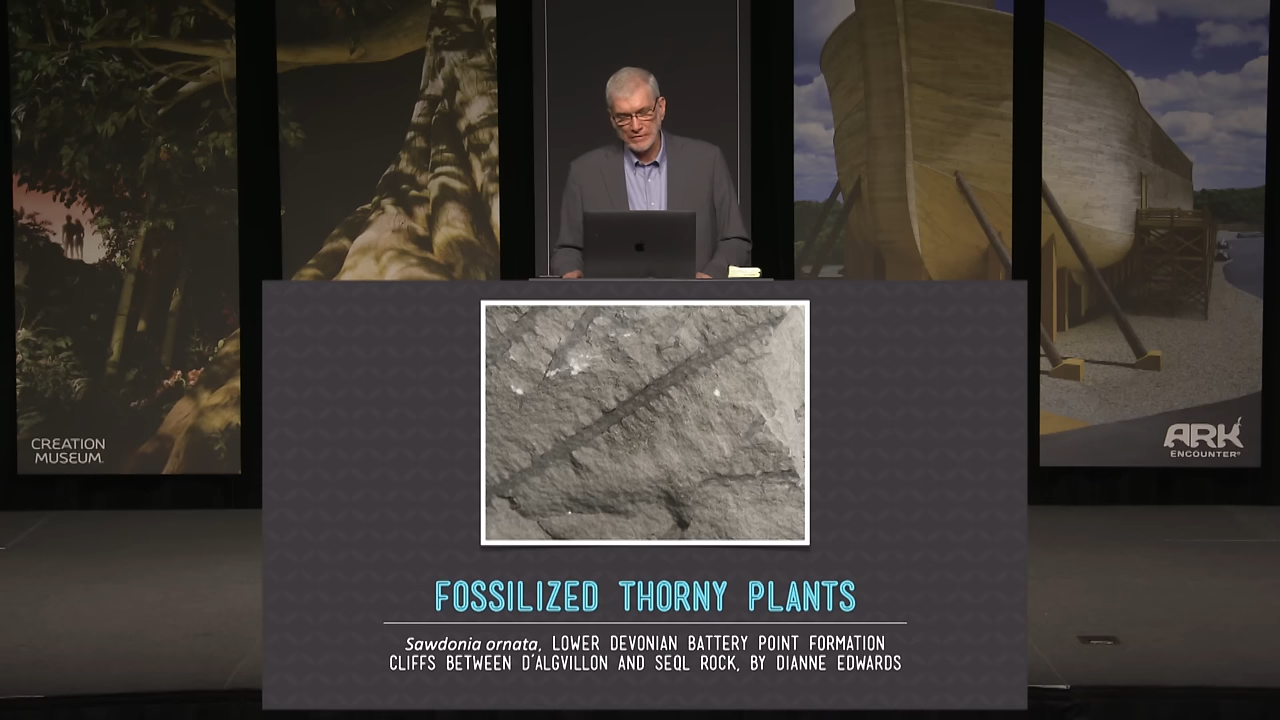 CREATION
MUSEUM.
ARK
ENCOUNTER®
FOSSILIZED THORNY PLANTS
Sawdonia ornata, LOWER DEVONIAN BATTERY POINT FORMATION
CLIFFS BETWEEN D'ALGVILLON AND SEQL ROCK, BY DIANNE EDWARDS